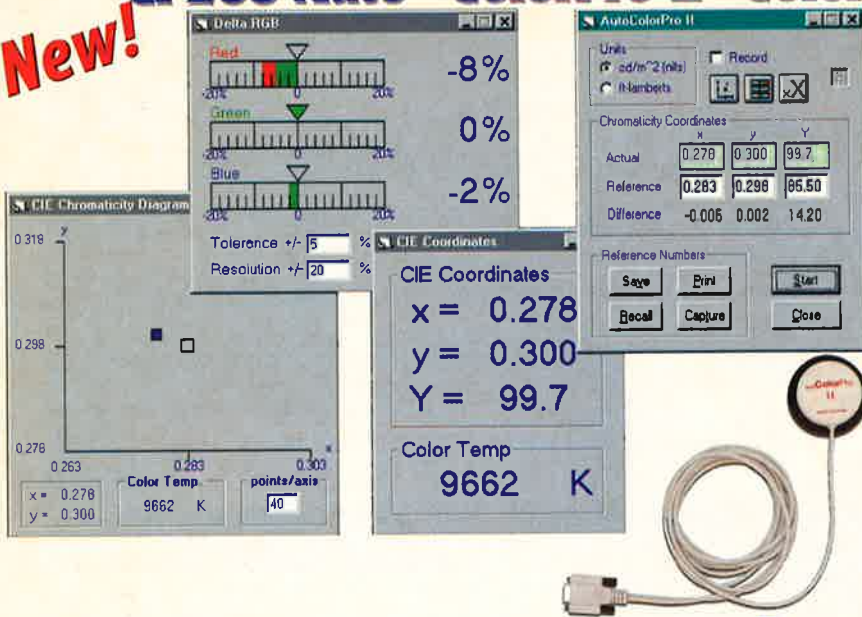 New!
Delta RGB
Red
-20% 0 20%
-8%
Green
-20% 0 20%
0%
Blue
-20% 0 20%
-2%
Tolerence +/- 5 %
Resolution +/- 20 %
AutoColorPro II
Units
cd/m^2 (nits)
ft-lamberts
Record
Chromaticity Coordinates
x y Y
Actual 0.278 0.300 99.7
Reference 0.283 0.298 85.50
Difference -0.005 0.002 14.20
Reference Numbers
Save Print
Recall Capture
Start
Close
CIE Chromaticity Diagram
y
0.318
0.298
0.278
0.263 0.283 0.303
x
x = 0.278
y = 0.300
Color Temp
9662 K
points/axis
40
CIE Coordinates
CIE Coordinates
x = 0.278
y = 0.300
Y = 99.7
Color Temp
9662 K
ColorPro
II